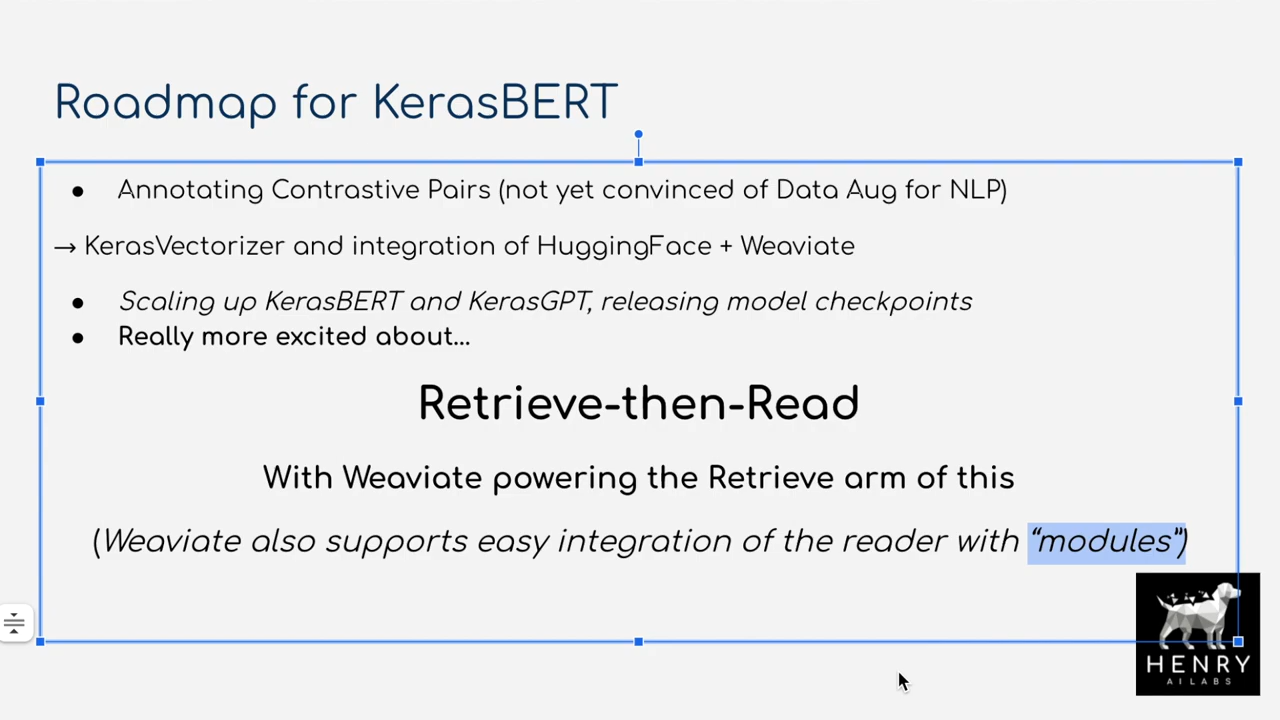 Roadmap for KerasBERT
● Annotating Contrastive Pairs (not yet convinced of Data Aug for NLP)
→ KerasVectorizer and integration of HuggingFace + Weaviate
● Scaling up KerasBERT and KerasGPT, releasing model checkpoints
● Really more excited about...
Retrieve-then-Read
With Weaviate powering the Retrieve arm of this
(Weaviate also supports easy integration of the reader with “modules”)
HENRY
AI LABS